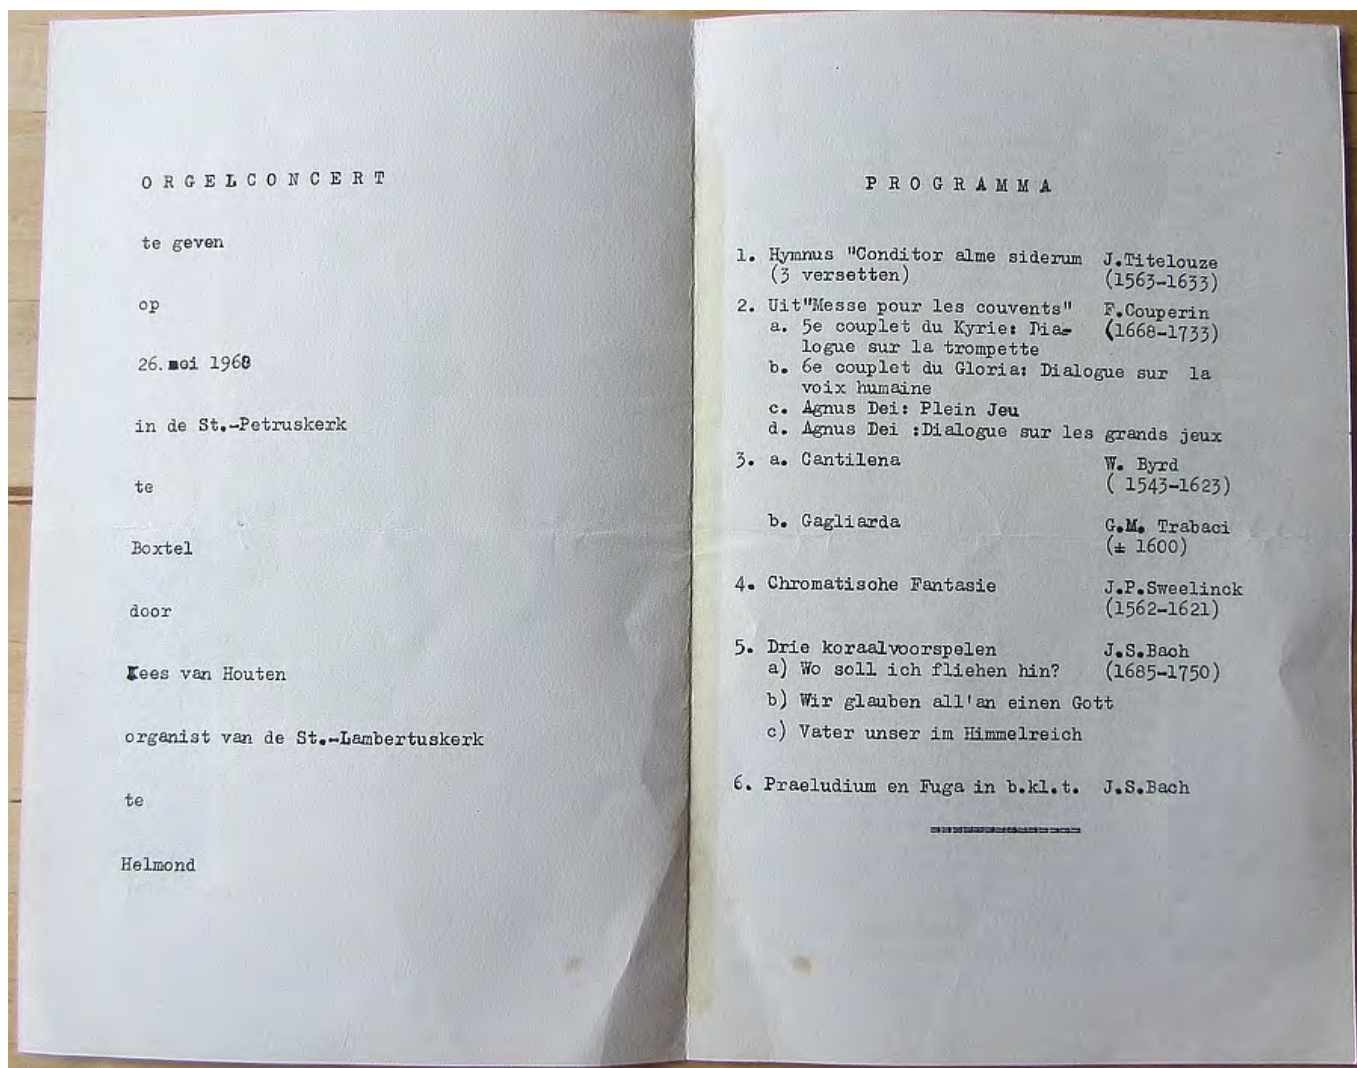 ORGELCONCERT
te geven
op
26.mei 1968
in de St.-Petruskerk
te
Boxtel
door
Kees van Houten
organist van de St.-Lambertuskerk
te
Helmond
PROGRAMMA
1. Hymnus "Conditor alme siderum J.Titelouze
(3 versetten) (1563-1633)
2. Uit"Messe pour les couvents" F.Couperin
a. 5e couplet du Kyrie: Dia- (1668-1733)
logue sur la trompette
b. 6e couplet du Gloria: Dialogue sur la
voix humaine
c. Agnus Dei: Plein Jeu
d. Agnus Dei :Dialogue sur les grands jeux
3. a. Cantilena W. Byrd
( 1543-1623)
b. Gagliarda G.M. Trabaci
(± 1600)
4. Chromatische Fantasie J.P.Sweelinck
(1562-1621)
5. Drie koraalvoorspelen J.S.Bach
a) Wo soll ich fliehen hin? (1685-1750)
b) Wir glauben all'an einen Gott
c) Vater unser im Himmelreich
6. Praeludium en Fuga in b.kl.t. J.S.Bach